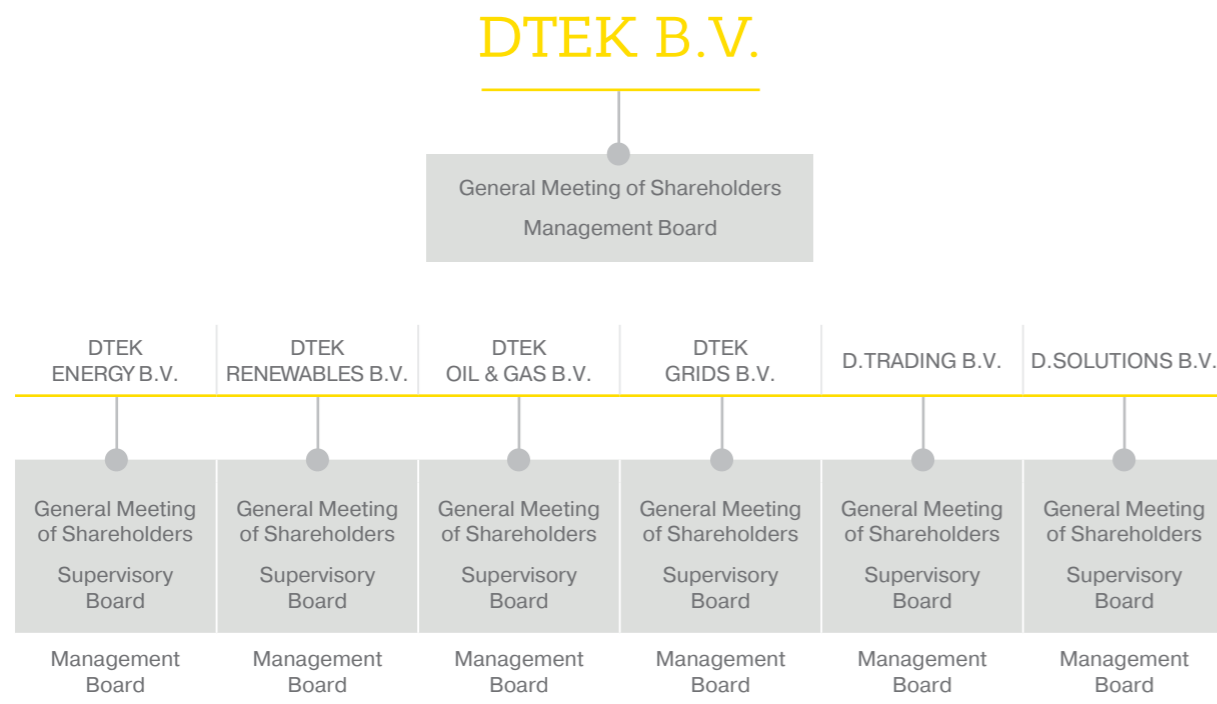 DTEK B.V.
General Meeting of Shareholders
Management Board
DTEK
ENERGY B.V.
DTEK
RENEWABLES B.V.
DTEK
OIL & GAS B.V.
DTEK
GRIDS B.V.
D.TRADING B.V.
D.SOLUTIONS B.V.
General Meeting
of Shareholders
Supervisory
Board
Management
Board
General Meeting
of Shareholders
Supervisory
Board
Management
Board
General Meeting
of Shareholders
Supervisory
Board
Management
Board
General Meeting
of Shareholders
Supervisory
Board
Management
Board
General Meeting
of Shareholders
Supervisory
Board
Management
Board
General Meeting
of Shareholders
Supervisory
Board
Management
Board